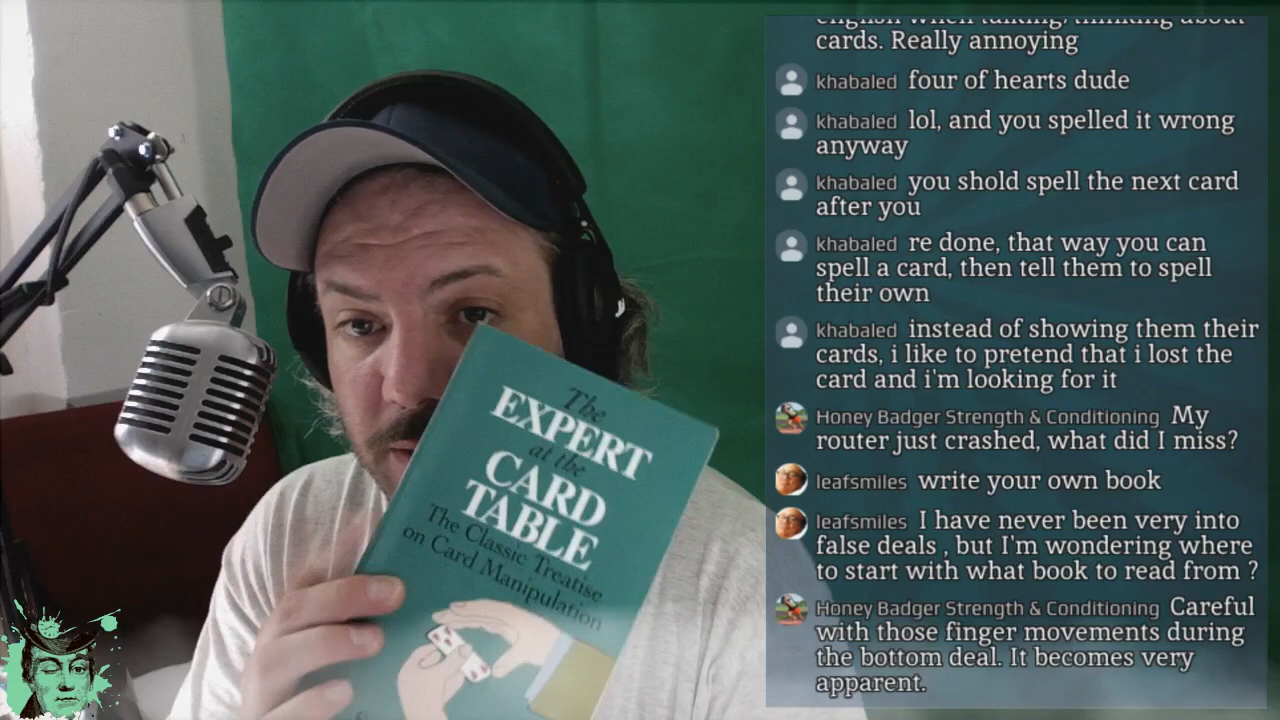 The
EXPERT
at the
CARD
TABLE
The Classic Treatise
on Card Manipulation
english when talking/thinking about
cards. Really annoying
khabaled four of hearts dude
khabaled lol, and you spelled it wrong
anyway
khabaled you shold spell the next card
after you
khabaled re done, that way you can
spell a card, then tell them to spell
their own
khabaled instead of showing them their
cards, i like to pretend that i lost the
card and i'm looking for it
Honey Badger Strength & Conditioning My
router just crashed, what did I miss?
leafsmiles write your own book
leafsmiles I have never been very into
false deals , but I'm wondering where
to start with what book to read from ?
Honey Badger Strength & Conditioning Careful
with those finger movements during
the bottom deal. It becomes very
apparent.